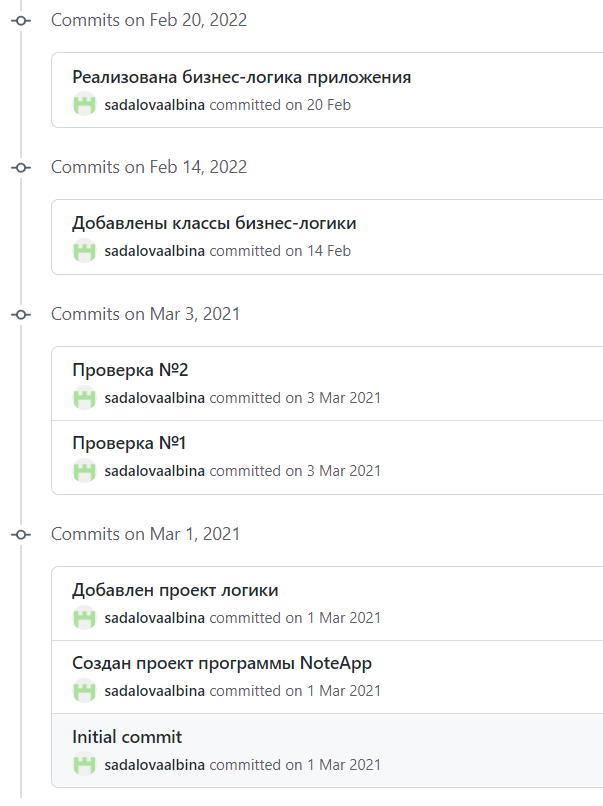 Commits on Feb 20, 2022
Реализована бизнес-логика приложения
sadalovaalbina committed on 20 Feb
Commits on Feb 14, 2022
Добавлены классы бизнес-логики
sadalovaalbina committed on 14 Feb
Commits on Mar 3, 2021
Проверка №2
sadalovaalbina committed on 3 Mar 2021
Проверка №1
sadalovaalbina committed on 3 Mar 2021
Commits on Mar 1, 2021
Добавлен проект логики
sadalovaalbina committed on 1 Mar 2021
Создан проект программы NoteApp
sadalovaalbina committed on 1 Mar 2021
Initial commit
sadalovaalbina committed on 1 Mar 2021